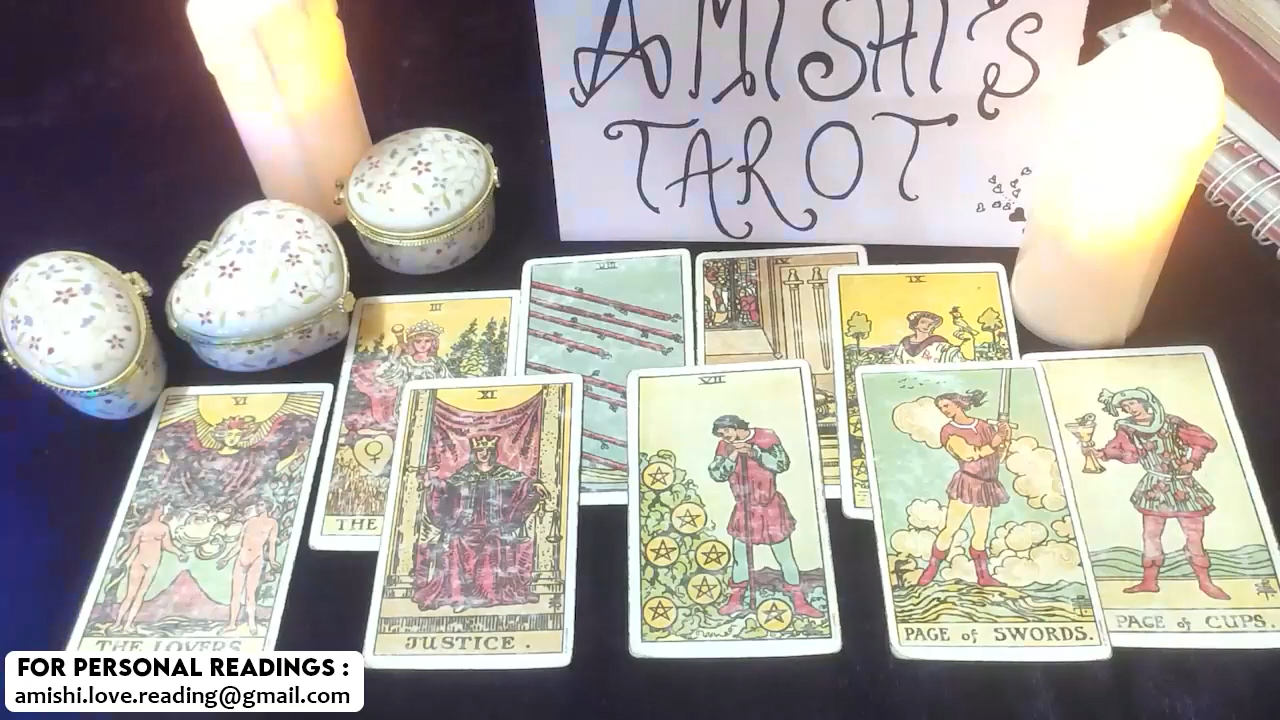 AMISHI'S
TAROT
III
VIII
IV
IX
VI
XI
VII
THE
THE LOVERS
JUSTICE.
PAGE of SWORDS.
PAGE of CUPS.
FOR PERSONAL READINGS :
amishi.love.reading@gmail.com